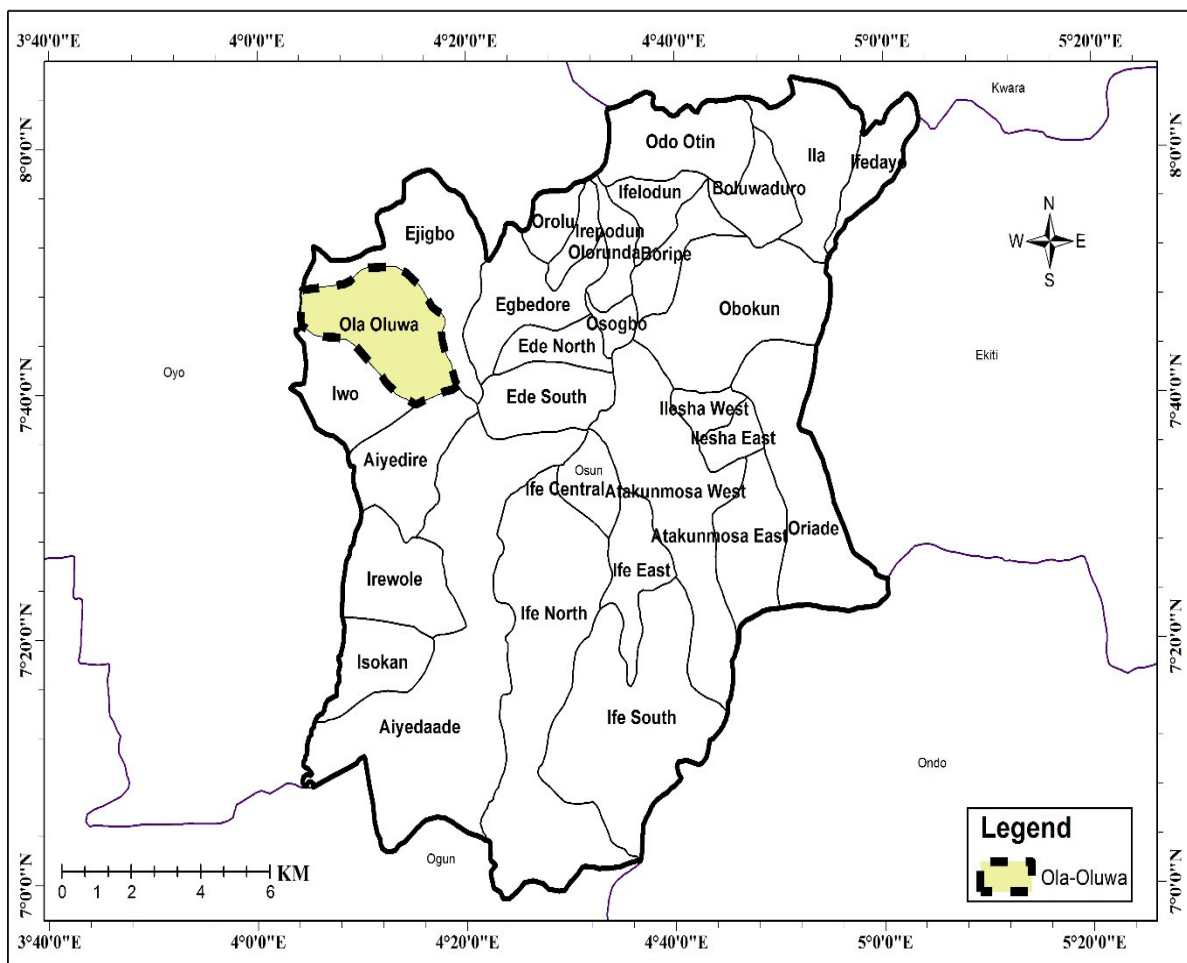 3°40'0"E 4°0'0"E 4°20'0"E 4°40'0"E 5°0'0"E 5°20'0"E
Kwara
8°0'0"N
8°0'0"N
Odo Otin
Ila
Ifedayo
Ifelodun
Boluwaduro
Orolu
Irepodun
Ejigbo
Olorunda
Boripe
N
W
E
S
Egbedore
Obokun
Ola Oluwa
Osogbo
Ede North
Ekiti
Oyo
7°40'0"N
7°40'0"N
Iwo
Ede South
Ilesha West
Ilesha East
Aiyedire
Osun
Ife Central
Atakunmosa West
Atakunmosa East
Oriade
Ife East
Irewole
Ife North
7°20'0"N
7°20'0"N
Isokan
Ife South
Aiyedaade
Ondo
Ogun
Legend
Ola-Oluwa
KM
0 1 2 4 6
7°0'0"N
7°0'0"N
3°40'0"E 4°0'0"E 4°20'0"E 4°40'0"E 5°0'0"E 5°20'0"E